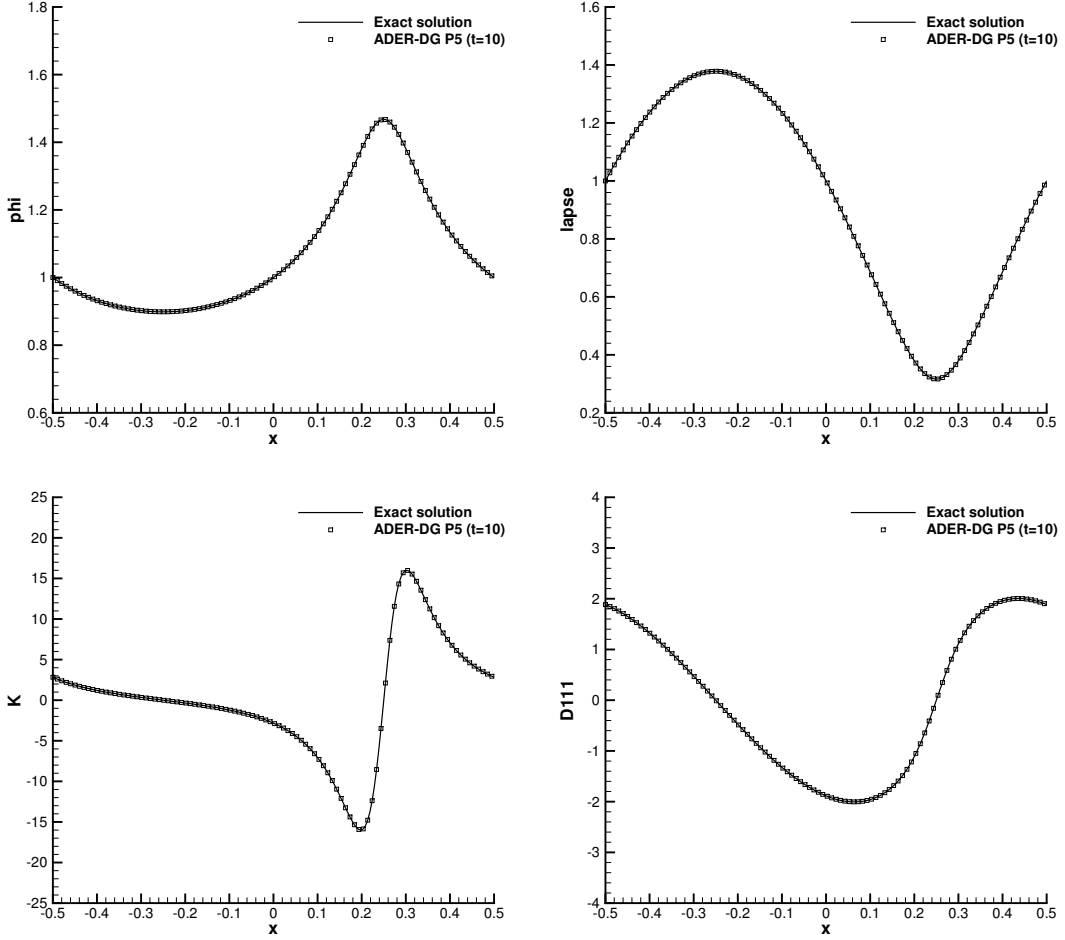 phi
1.8
1.6
1.4
1.2
1
0.8
0.6
Exact solution
ADER-DG P5 (t=10)
-0.5 -0.4 -0.3 -0.2 -0.1 0 0.1 0.2 0.3 0.4 0.5
x
lapse
1.6
1.4
1.2
1
0.8
0.6
0.4
0.2
Exact solution
ADER-DG P5 (t=10)
-0.5 -0.4 -0.3 -0.2 -0.1 0 0.1 0.2 0.3 0.4 0.5
x
K
25
20
15
10
5
0
-5
-10
-15
-20
-25
Exact solution
ADER-DG P5 (t=10)
-0.5 -0.4 -0.3 -0.2 -0.1 0 0.1 0.2 0.3 0.4 0.5
x
D111
4
3
2
1
0
-1
-2
-3
-4
Exact solution
ADER-DG P5 (t=10)
-0.5 -0.4 -0.3 -0.2 -0.1 0 0.1 0.2 0.3 0.4 0.5
x